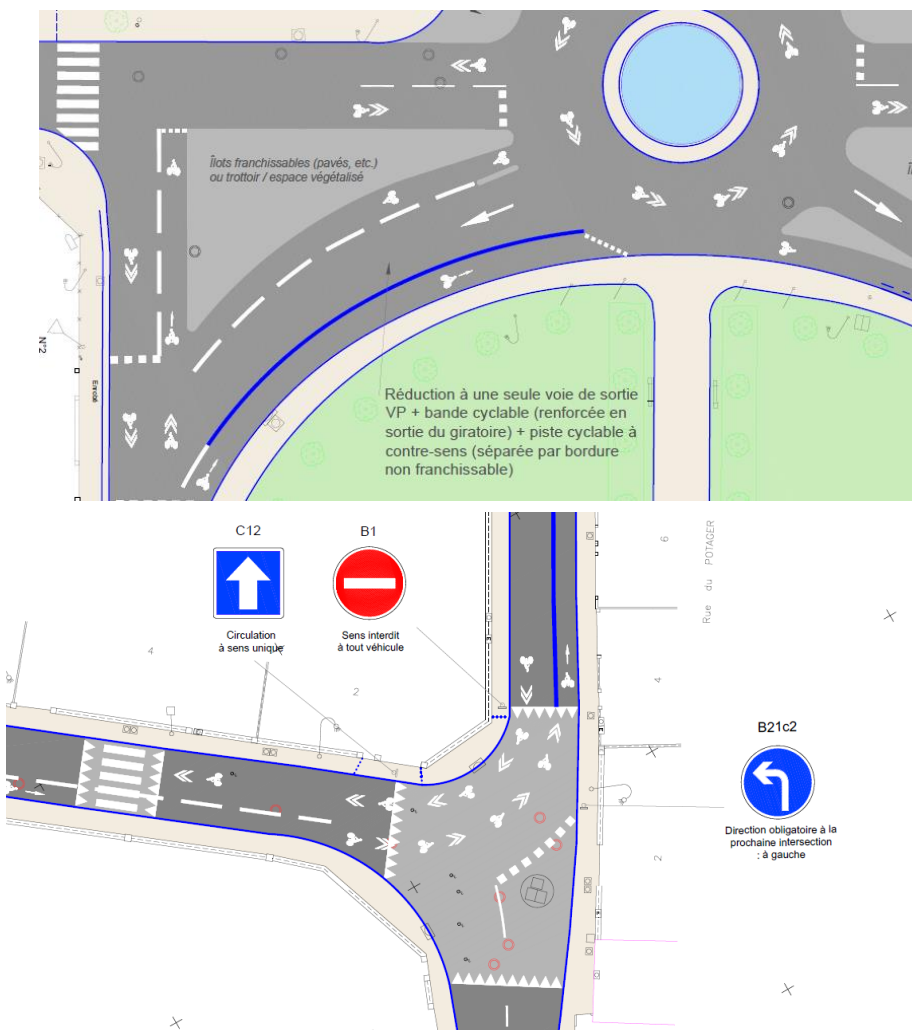 îlots franchissables (pavés, etc.)
ou trottoir / espace végétalisé
N°2
Enrobé
Réduction à une seule voie de sortie
VP + bande cyclable (renforcée en
sortie du giratoire) + piste cyclable à
contre-sens (séparée par bordure
non franchissable)
C12
B1
Circulation
à sens unique
Sens interdit
à tout véhicule
4
2
Rue du POTAGER
6
4
2
B21c2
Direction obligatoire à la
prochaine intersection
: à gauche